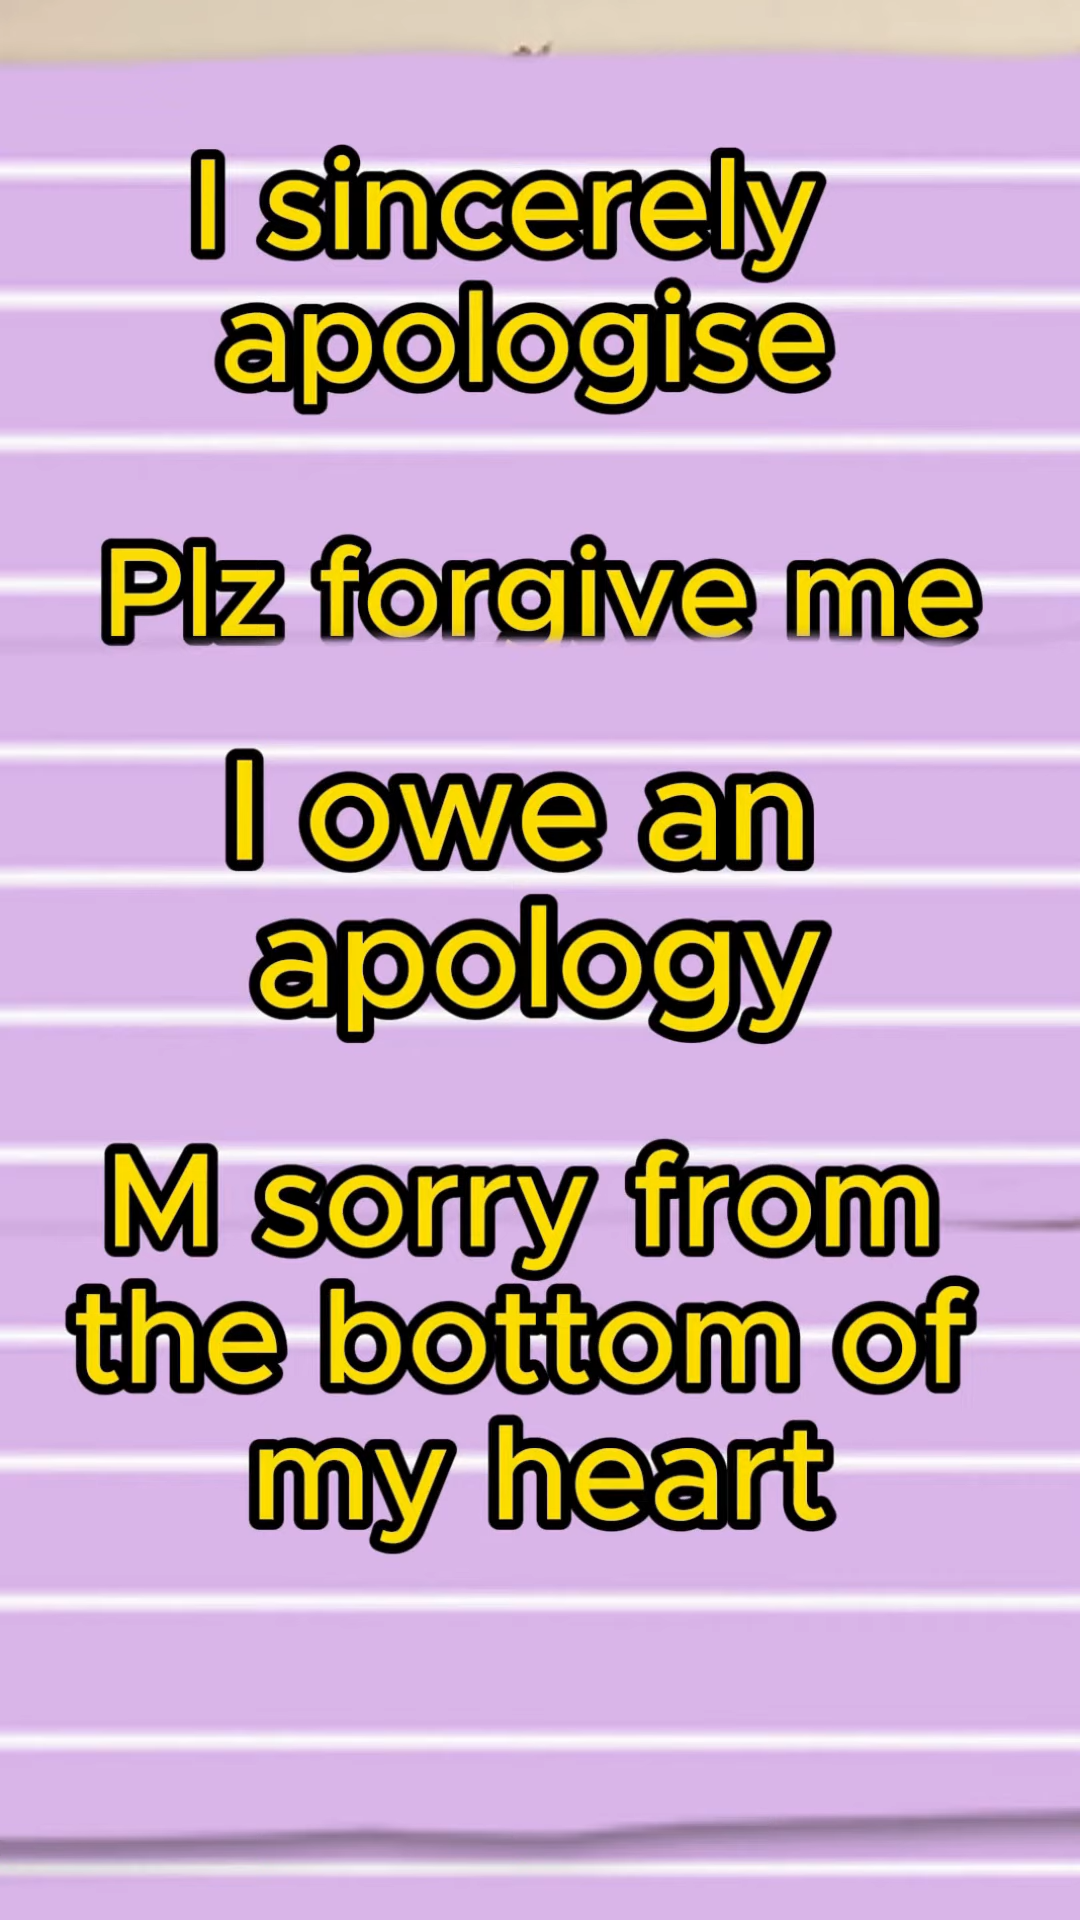 I sincerely
apologise
Plz forgive me
I owe an
apology
M sorry from
the bottom of
my heart